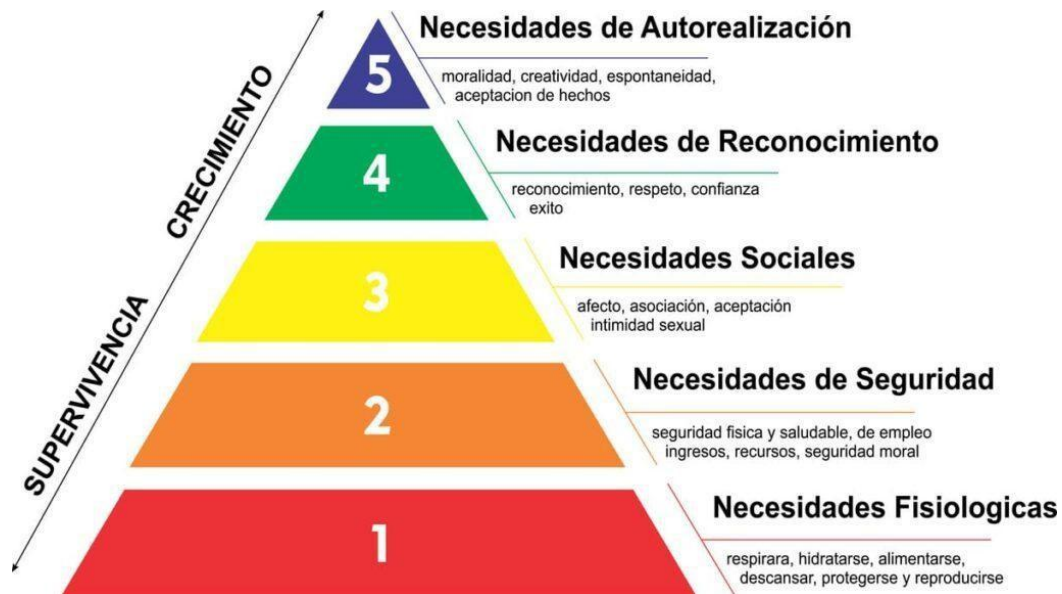 Necesidades de Autorealización
5
moralidad, creatividad, espontaneidad,
aceptacion de hechos
CRECIMIENTO
Necesidades de Reconocimiento
4
reconocimiento, respeto, confianza
exito
Necesidades Sociales
3
afecto, asociación, aceptación
intimidad sexual
SUPERVIVENCIA
Necesidades de Seguridad
2
seguridad fisica y saludable, de empleo
ingresos, recursos, seguridad moral
Necesidades Fisiologicas
1
respirara, hidratarse, alimentarse,
descansar, protegerse y reproducirse